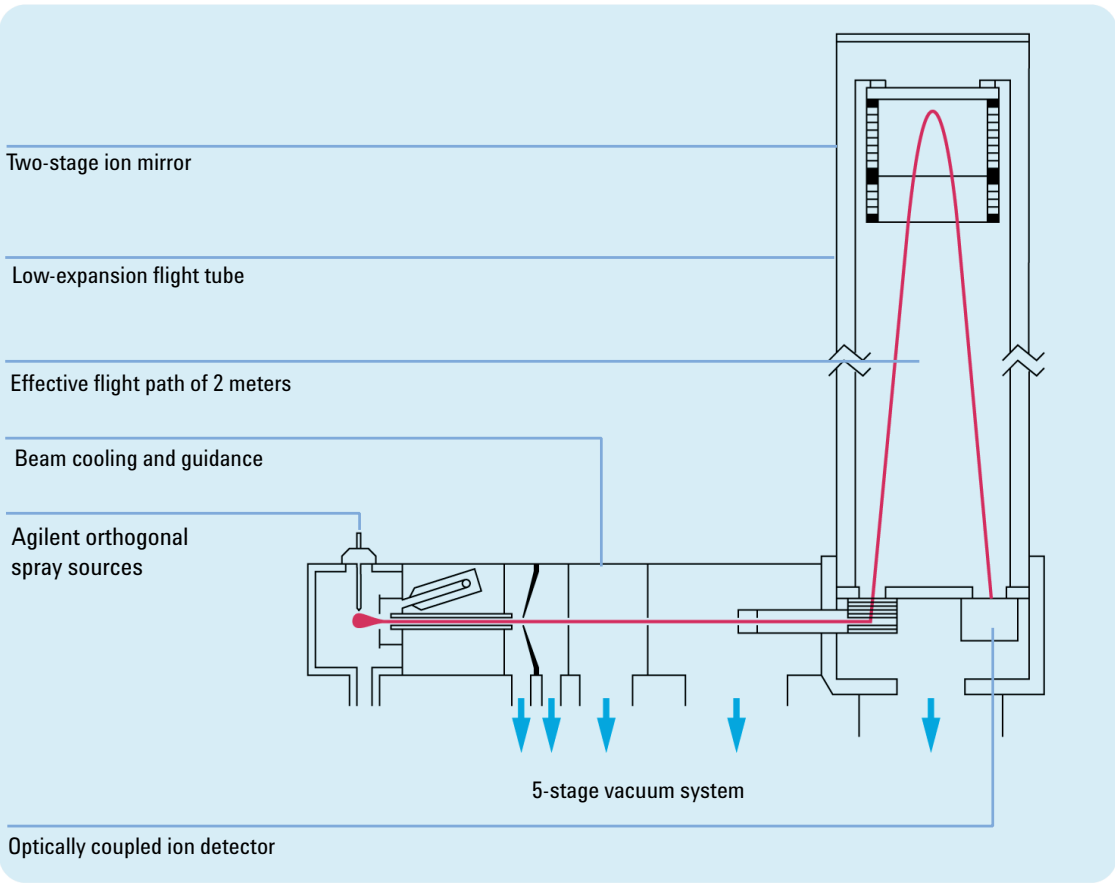 Two-stage ion mirror
Low-expansion flight tube
Effective flight path of 2 meters
Beam cooling and guidance
Agilent orthogonal
spray sources
5-stage vacuum system
Optically coupled ion detector